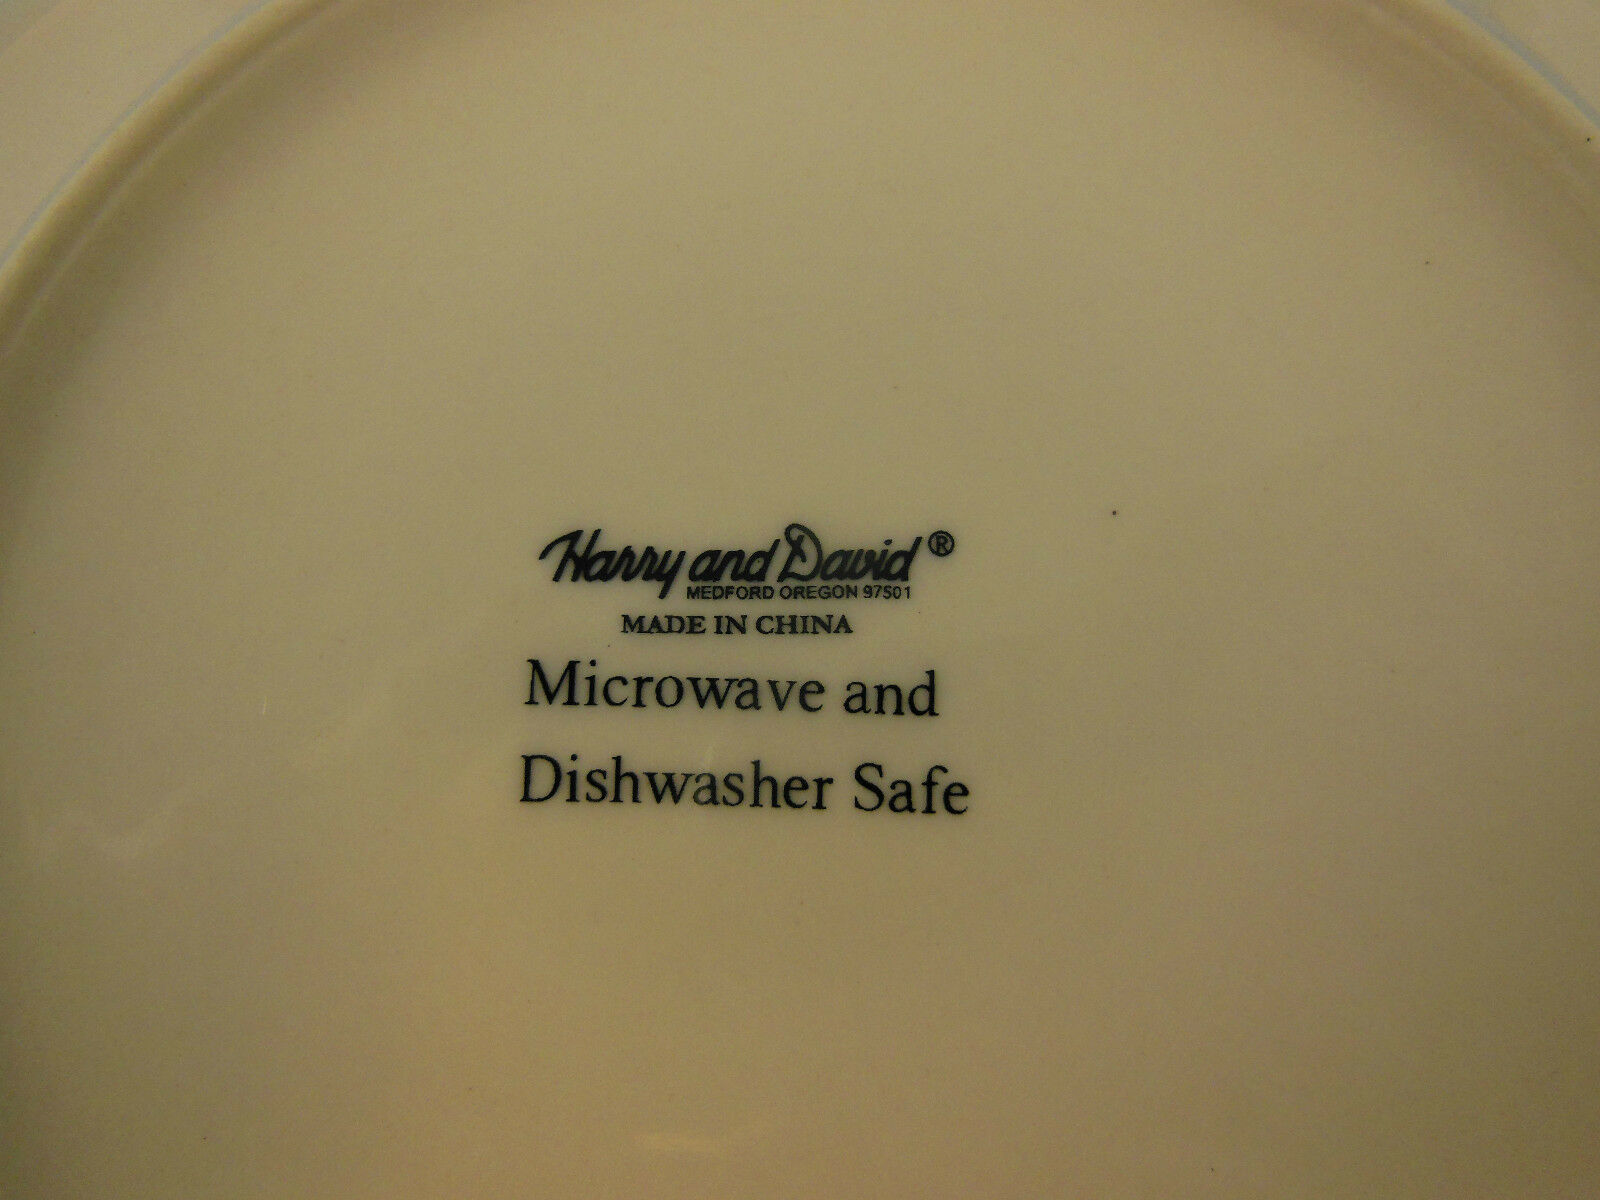 Harry and David®
MEDFORD OREGON 97501
MADE IN CHINA
Microwave and
Dishwasher Safe